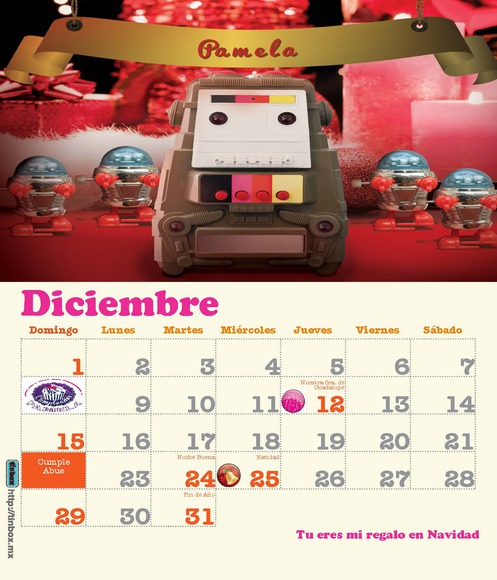 Pamela
Diciembre
Domingo Lunes Martes Miércoles Jueves Viernes Sábado
1 2 3 4 5 6 7
Nuestra Sra. de
Guadalupe
9 10 11 12 13 14
15 16 17 18 19 20 21
Noche Buena Navidad
Cumple
Abue
23 24 25 26 27 28
Fin de Año
29 30 31
tinbox
http://tinbox.mx
Tu eres mi regalo en Navidad